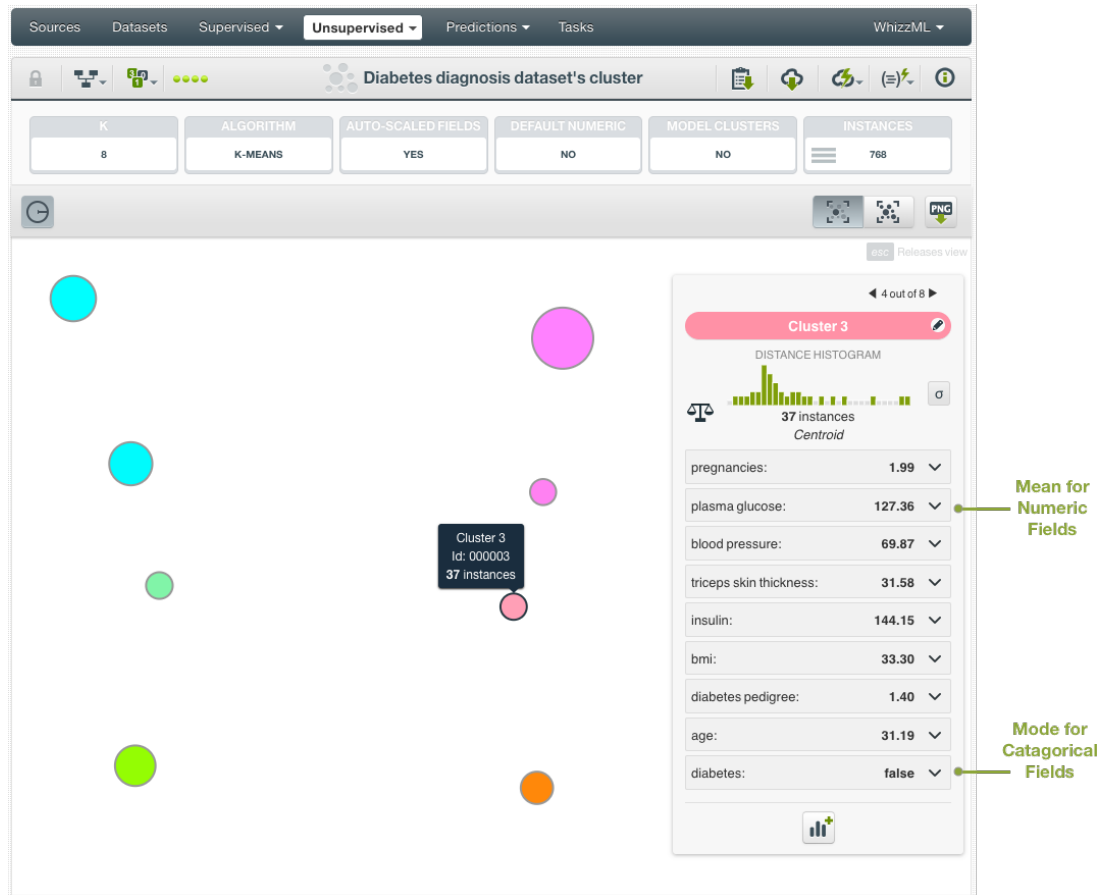 Sources Datasets Supervised Unsupervised Predictions Tasks WhizzML
Diabetes diagnosis dataset's cluster
K ALGORITHM AUTO-SCALED FIELDS DEFAULT NUMERIC MODEL CLUSTERS INSTANCES
8 K-MEANS YES NO NO 768
PNG
esc Releases view
4 out of 8
Cluster 3
DISTANCE HISTOGRAM
σ
37 instances
Centroid
pregnancies: 1.99
plasma glucose: 127.36
blood pressure: 69.87
triceps skin thickness: 31.58
insulin: 144.15
bmi: 33.30
diabetes pedigree: 1.40
age: 31.19
diabetes: false
Cluster 3
Id: 000003
37 instances
Mean for
Numeric
Fields
Mode for
Catagorical
Fields